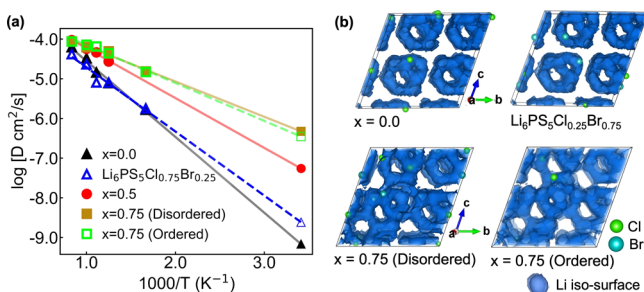 (a)
log [D cm²/s]
-4.0
-5.0
-6.0
-7.0
-8.0
-9.0
x=0.0
Li₆PS₅Cl₀.₇₅Br₀.₂₅
x=0.5
x=0.75 (Disordered)
x=0.75 (Ordered)
1.0 2.0 3.0
1000/T (K⁻¹)
(b)
c
a b
x = 0.0
Li₆PS₅Cl₀.₂₅Br₀.₇₅
c
a b
x = 0.75 (Disordered)
x = 0.75 (Ordered)
Cl
Br
Li iso-surface